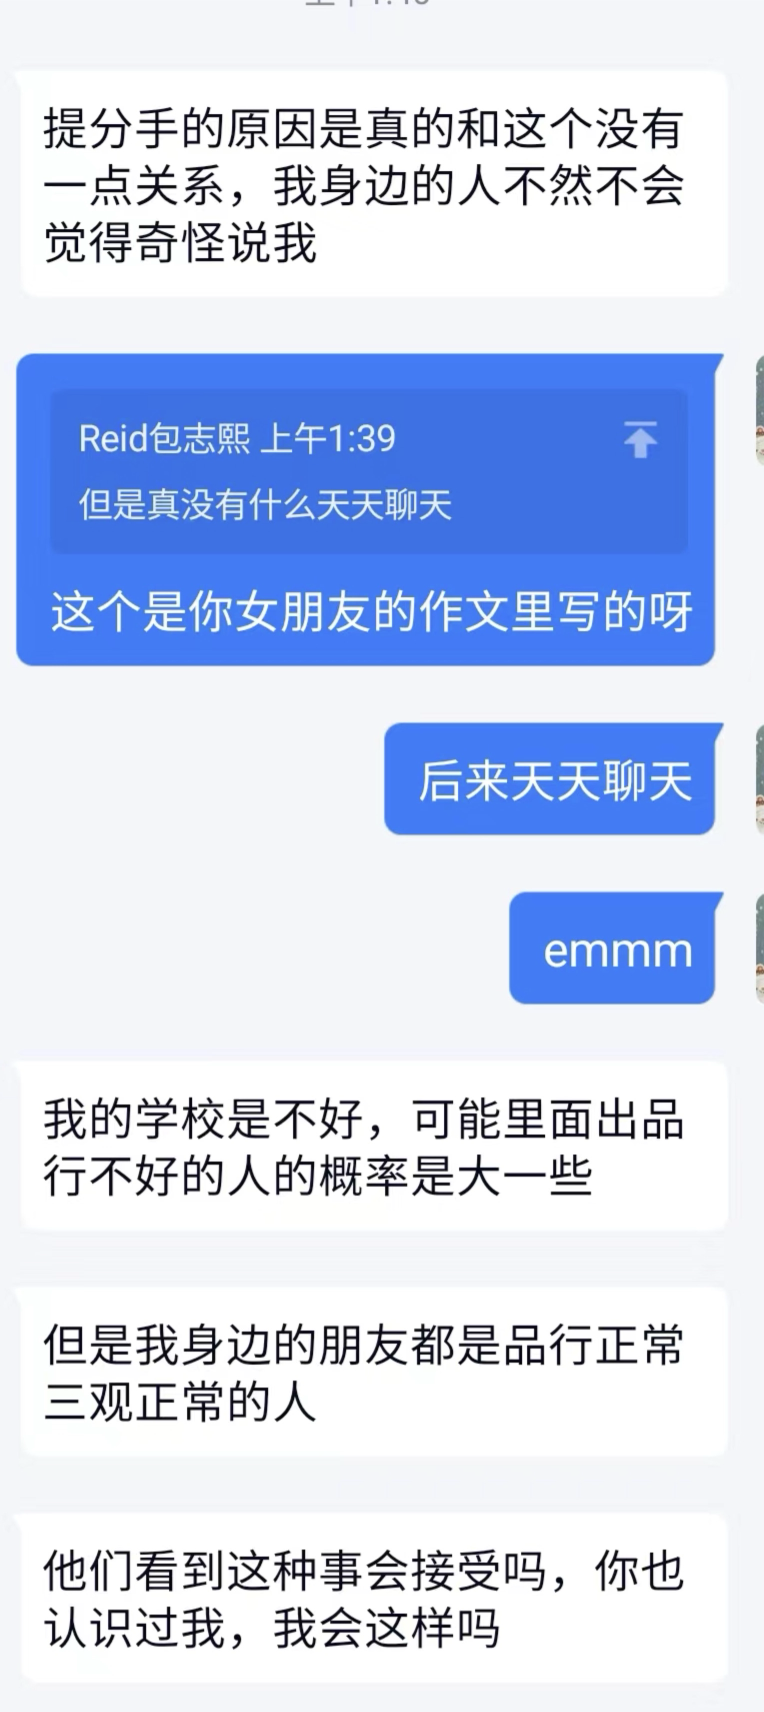 提分手的原因是真的和这个没有
一点关系，我身边的人不然不会
觉得奇怪说我
Reid包志熙 上午1:39
但是真没有什么天天聊天
这个是你女朋友的作文里写的呀
后来天天聊天
emmm
我的学校是不好，可能里面出品
行不好的人的概率是大一些
但是我身边的朋友都是品行正常
三观正常的人
他们看到这种事会接受吗，你也
认识过我，我会这样吗